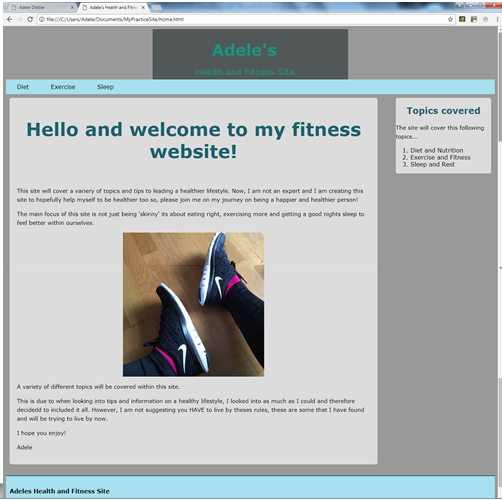 Adele Dibble
Adele's Health and Fitness
file:///C:/Users/Adele/Documents/MyPracticeSite/home.html
Adele's
Health and Fitness Site
Diet Exercise Sleep
Hello and welcome to my fitness
website!
This site will cover a variery of topics and tips to leading a healthier lifestyle. Now, I am not an expert and I am creating this
site to hopefully help myself to be healthier too so, please join me on my journey on being a happier and healthier person!
The main focus of this site is not just being 'skinny' its about eating right, exercising more and getting a good nights sleep to
feel better within ourselves.
A variety of different topics will be covered within this site.
This is due to when looking into tips and information on a healthy lifestyle, I looked into as much as I could and therefore
decidedd to included it all. However, I am not suggesting you HAVE to live by theses rules, these are some that I have found
and will be trying to live by now.
I hope you enjoy!
Adele
Topics covered
The site will cover this following
topics...
1. Diet and Nutrition
2. Exercise and Fitness
3. Sleep and Rest
Adeles Health and Fitness Site